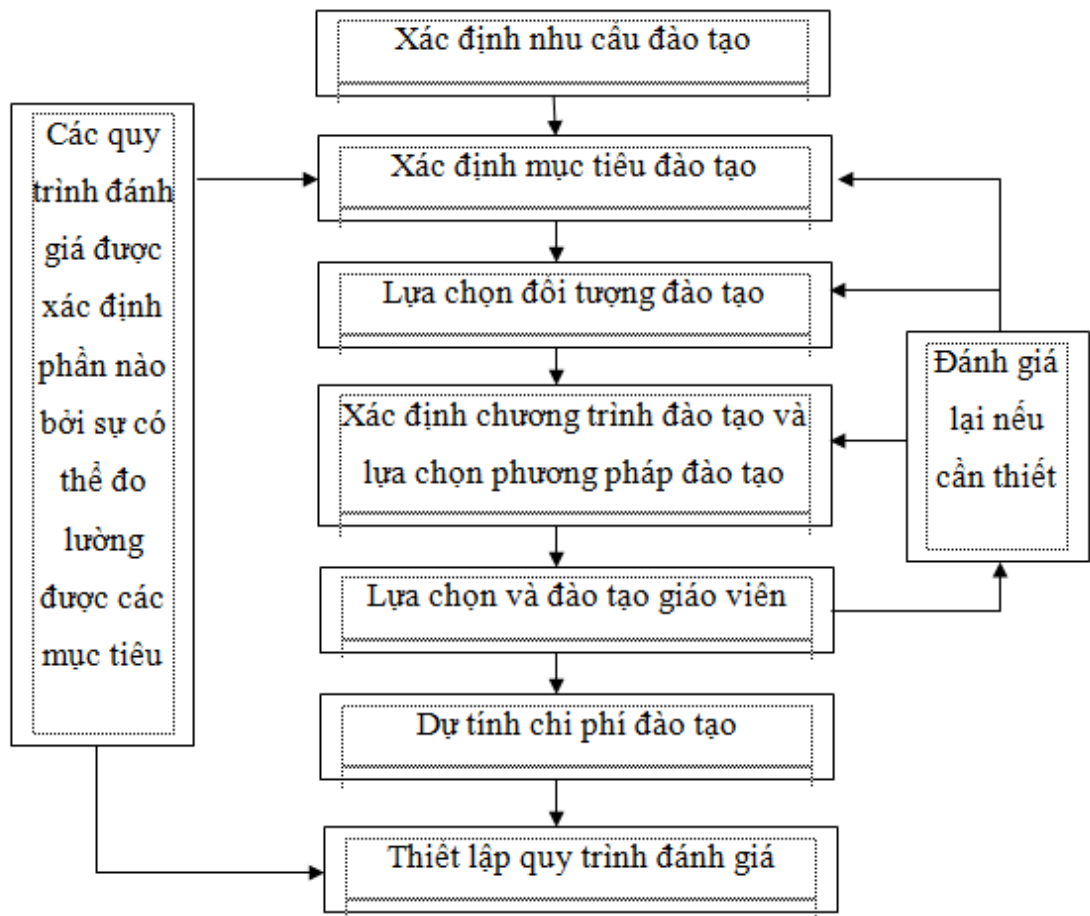 Xác định nhu cầu đào tạo
Các quy
trình đánh
giá được
xác định
phần nào
bởi sự có
thể đo
lường
được các
mục tiêu
Xác định mục tiêu đào tạo
Lựa chọn đối tượng đào tạo
Xác định chương trình đào tạo và
lựa chọn phương pháp đào tạo
Đánh giá
lại nếu
cần thiết
Lựa chọn và đào tạo giáo viên
Dự tính chi phí đào tạo
Thiết lập quy trình đánh giá